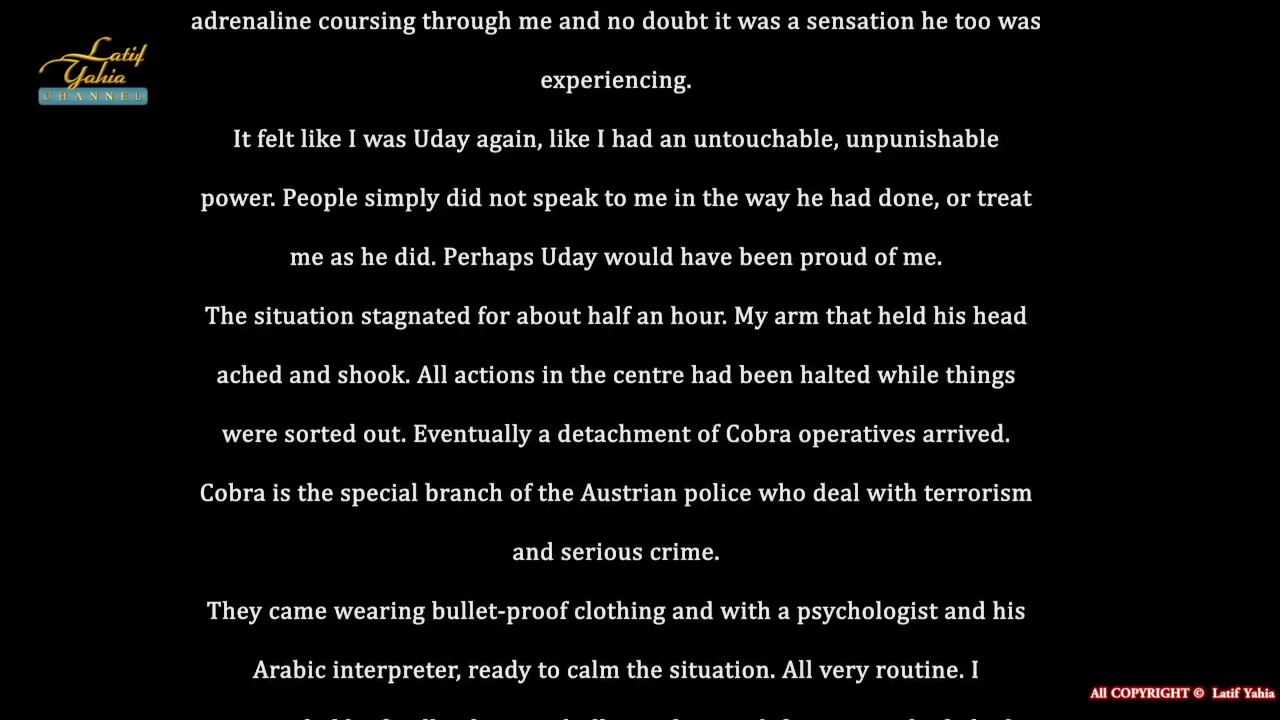 adrenaline coursing through me and no doubt it was a sensation he too was
Latif
Yahia
CHANNEL
experiencing.
It felt like I was Uday again, like I had an untouchable, unpunishable
power. People simply did not speak to me in the way he had done, or treat
me as he did. Perhaps Uday would have been proud of me.
The situation stagnated for about half an hour. My arm that held his head
ached and shook. All actions in the centre had been halted while things
were sorted out. Eventually a detachment of Cobra operatives arrived.
Cobra is the special branch of the Austrian police who deal with terrorism
and serious crime.
They came wearing bullet-proof clothing and with a psychologist and his
Arabic interpreter, ready to calm the situation. All very routine. I
All COPYRIGHT © Latif Yahia